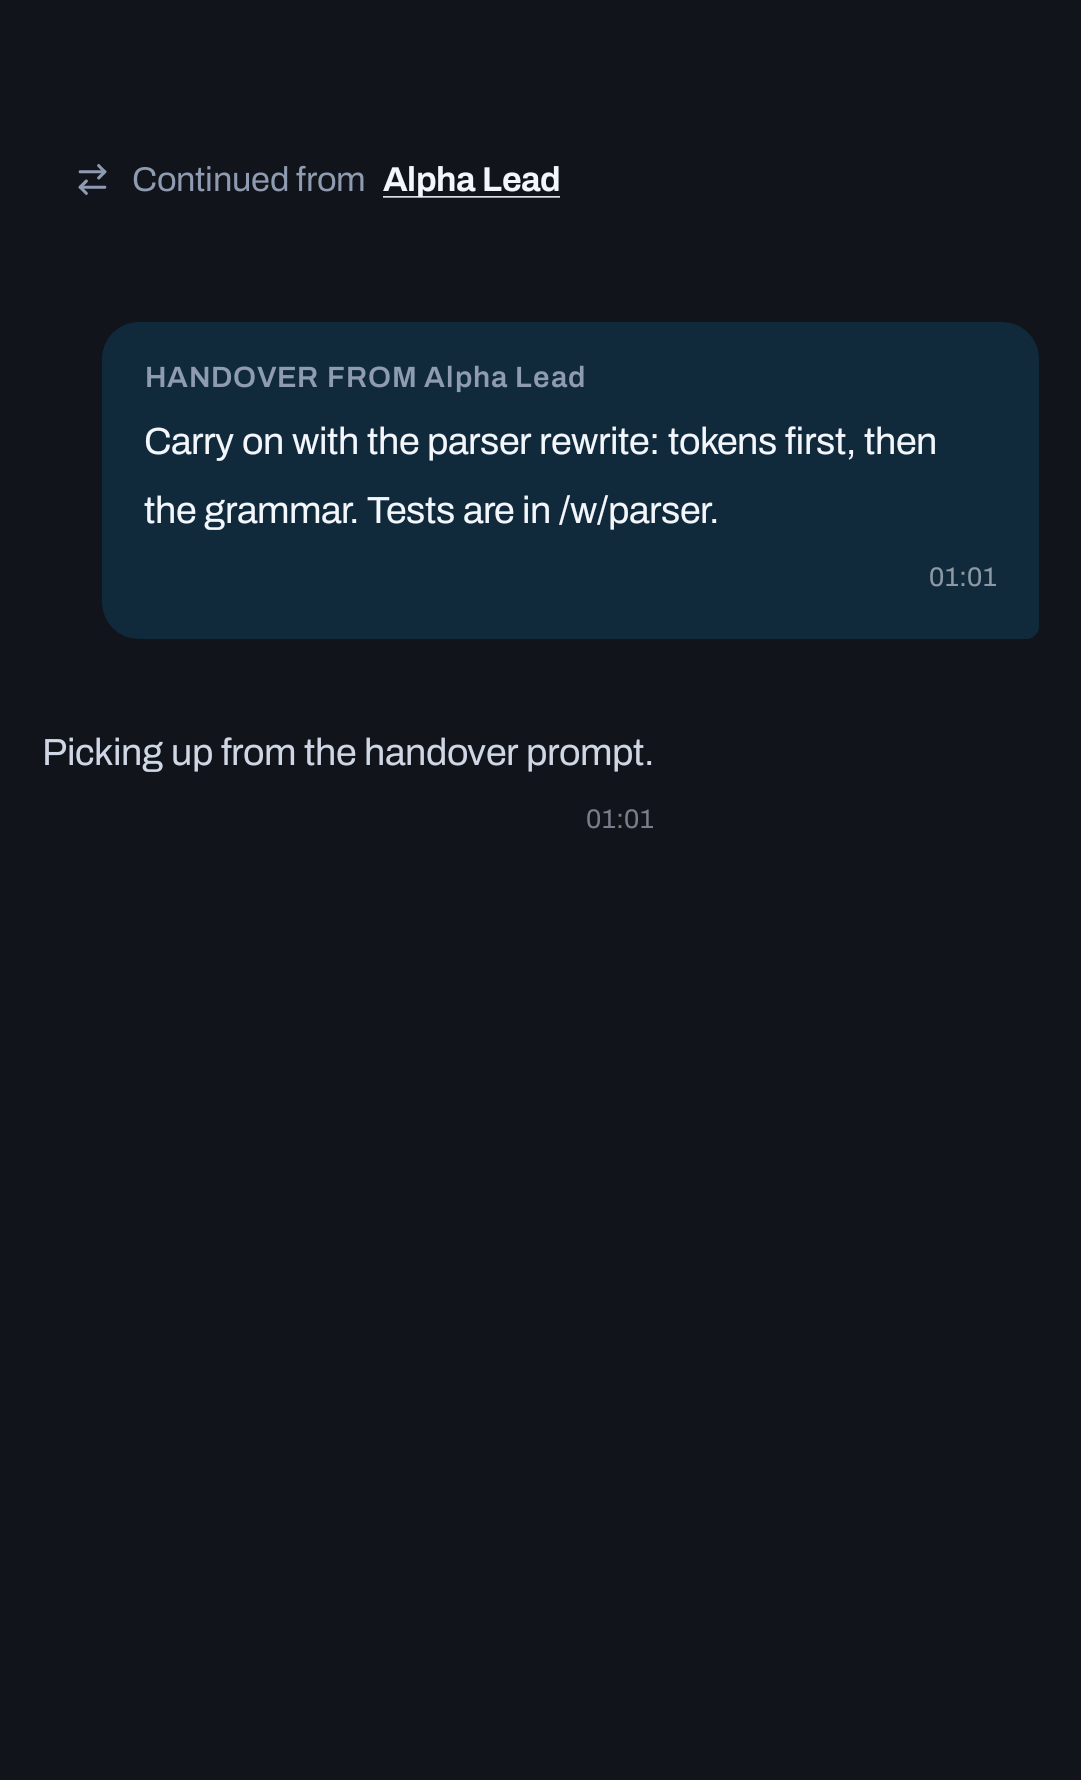 Continued from Alpha Lead
HANDOVER FROM Alpha Lead
Carry on with the parser rewrite: tokens first, then
the grammar. Tests are in /w/parser.
01:01
Picking up from the handover prompt.
01:01